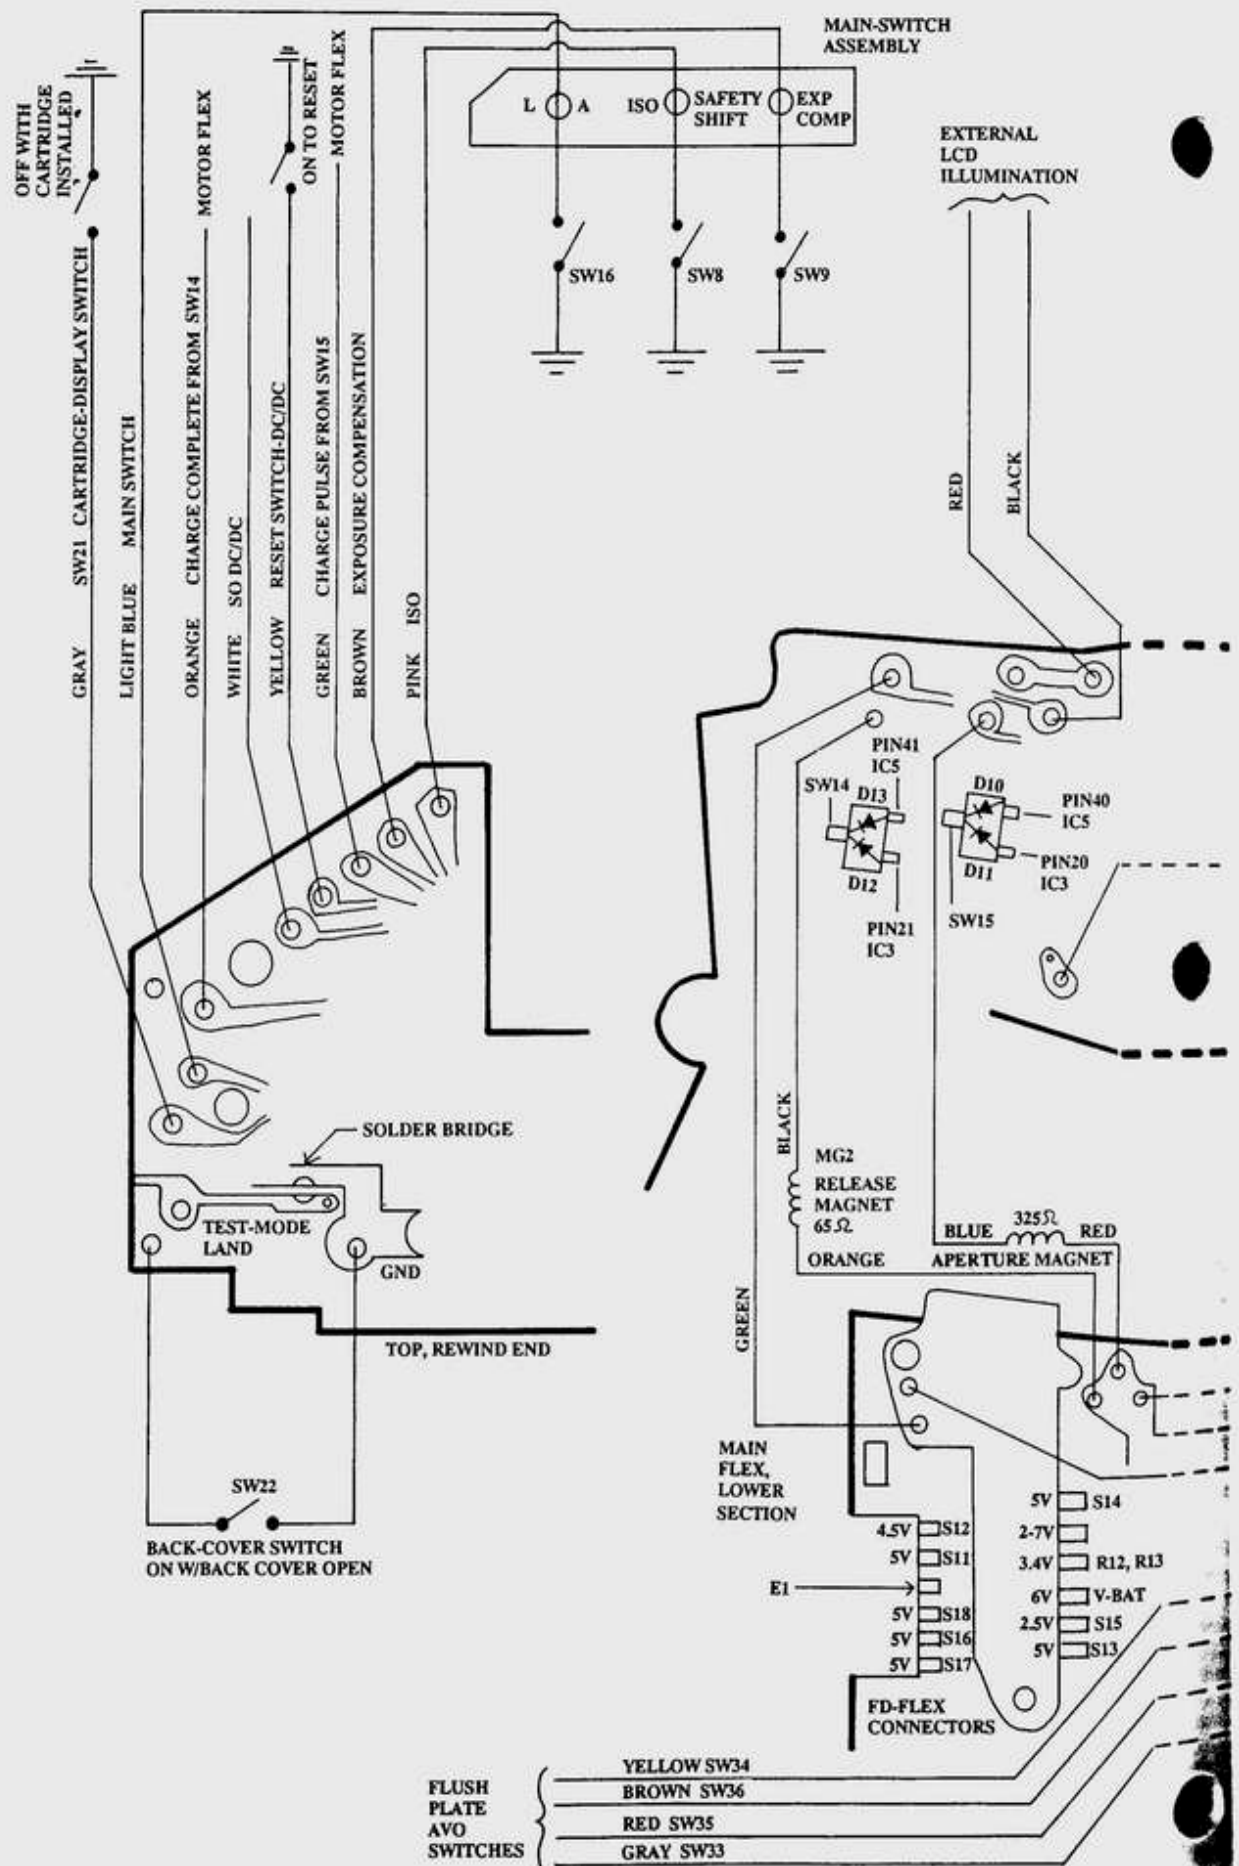 MAIN-SWITCH
ASSEMBLY
L A ISO SAFETY
SHIFT EXP
COMP
OFF WITH
CARTRIDGE
INSTALLED
MOTOR FLEX
ON TO RESET
MOTOR FLEX
EXTERNAL
LCD
ILLUMINATION
SW16
SW8
SW9
GRAY SW21 CARTRIDGE-DISPLAY SWITCH
LIGHT BLUE MAIN SWITCH
ORANGE CHARGE COMPLETE FROM SW14
WHITE SO DC/DC
YELLOW RESET SWITCH-DC/DC
GREEN CHARGE PULSE FROM SW15
BROWN EXPOSURE COMPENSATION
PINK ISO
RED
BLACK
PIN41
IC5
SW14
D13
D12
PIN21
IC3
D10
D11
PIN40
IC5
PIN20
IC3
SW15
SOLDER BRIDGE
TEST-MODE
LAND
GND
TOP, REWIND END
BLACK
MG2
RELEASE
MAGNET
65Ω
ORANGE
BLUE 325Ω RED
APERTURE MAGNET
GREEN
SW22
BACK-COVER SWITCH
ON W/BACK COVER OPEN
MAIN
FLEX,
LOWER
SECTION
4.5V S12
5V S11
E1
5V S18
5V S16
5V S17
5V S14
2-7V
3.4V R12, R13
6V V-BAT
2.5V S15
5V S13
FD-FLEX
CONNECTORS
FLUSH
PLATE
AVO
SWITCHES
YELLOW SW34
BROWN SW36
RED SW35
GRAY SW33